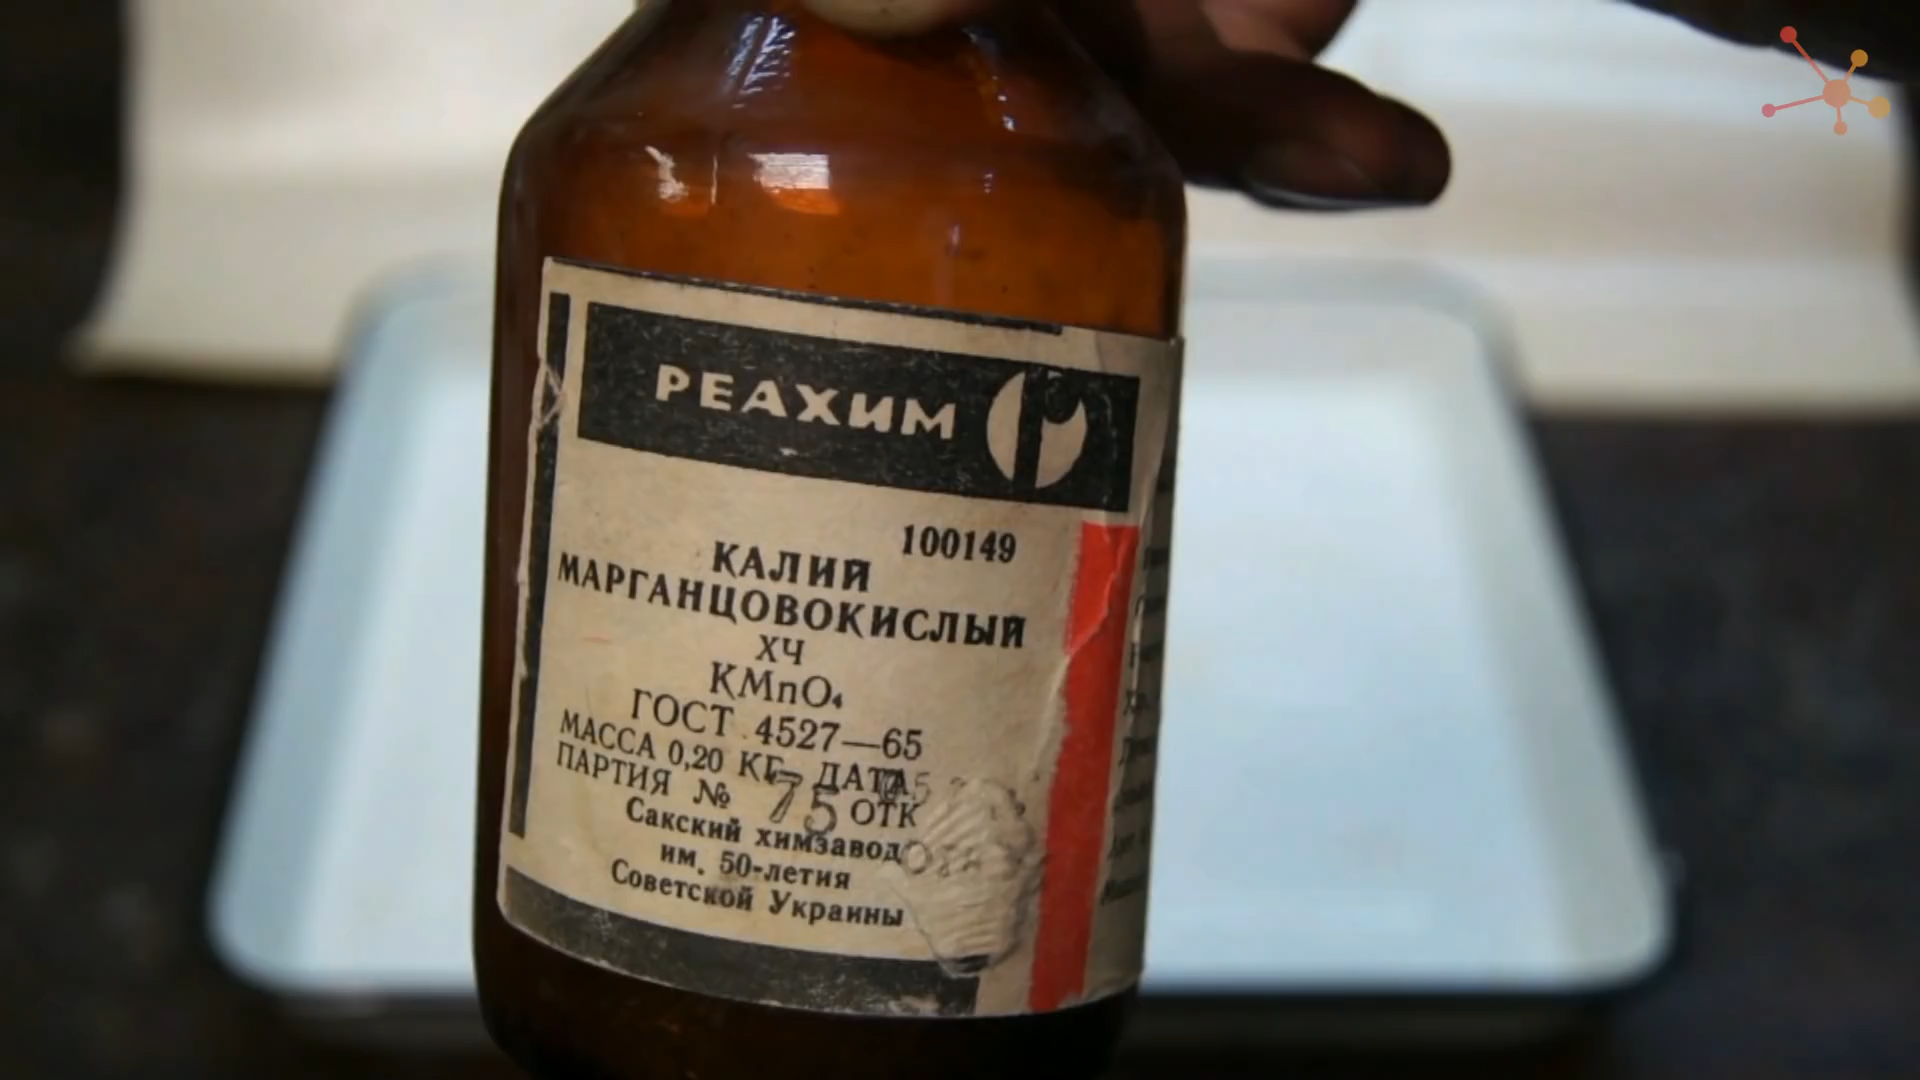 РЕАХИМ
100149
КАЛИЙ
МАРГАНЦОВОКИСЛЫЙ
ХЧ
KMnO₄
ГОСТ 4527—65
МАССА 0,20 КГ ДАТА
ПАРТИЯ № 75 ОТК
Сакский химзавод
им. 50-летия
Советской Украины